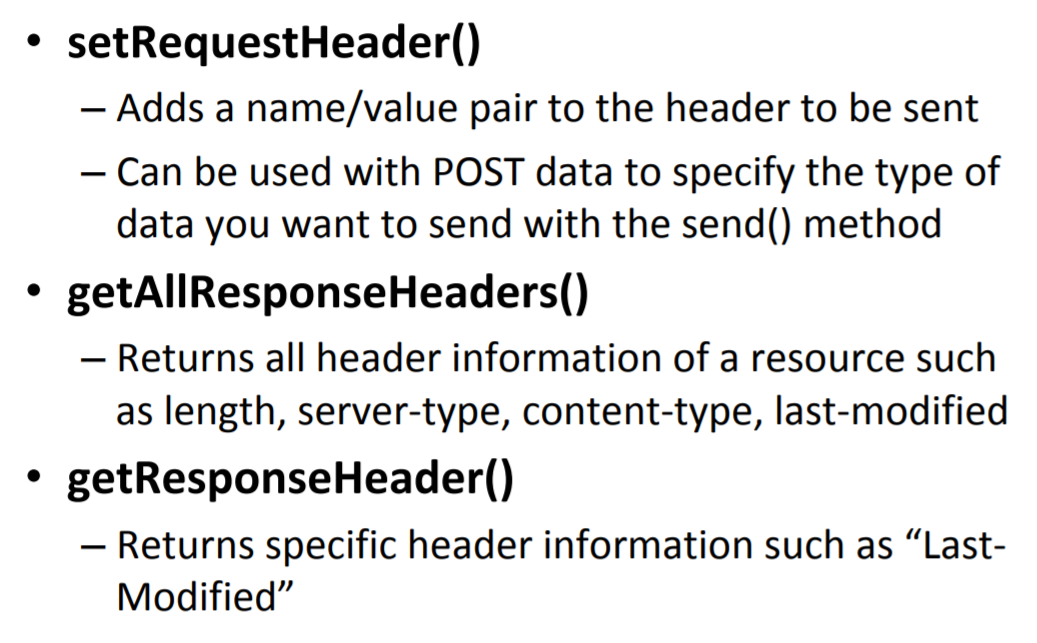 • setRequestHeader()
– Adds a name/value pair to the header to be sent
– Can be used with POST data to specify the type of
data you want to send with the send() method
• getAllResponseHeaders()
– Returns all header information of a resource such
as length, server-type, content-type, last-modified
• getResponseHeader()
– Returns specific header information such as “Last-
Modified”